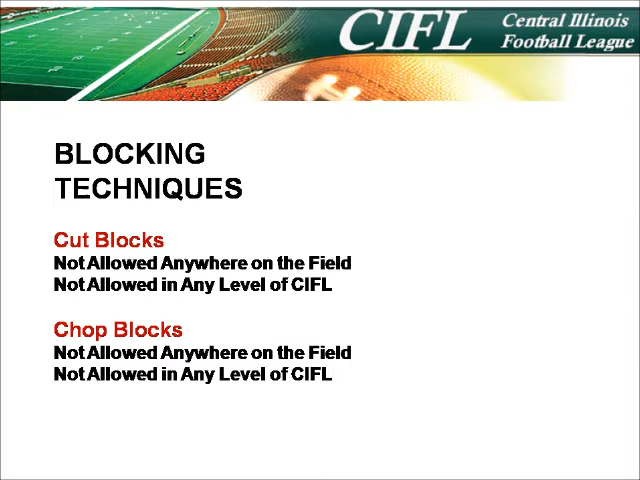 CIFL
Central Illinois
Football League
BLOCKING
TECHNIQUES
Cut Blocks
Not Allowed Anywhere on the Field
Not Allowed in Any Level of CIFL
Chop Blocks
Not Allowed Anywhere on the Field
Not Allowed in Any Level of CIFL